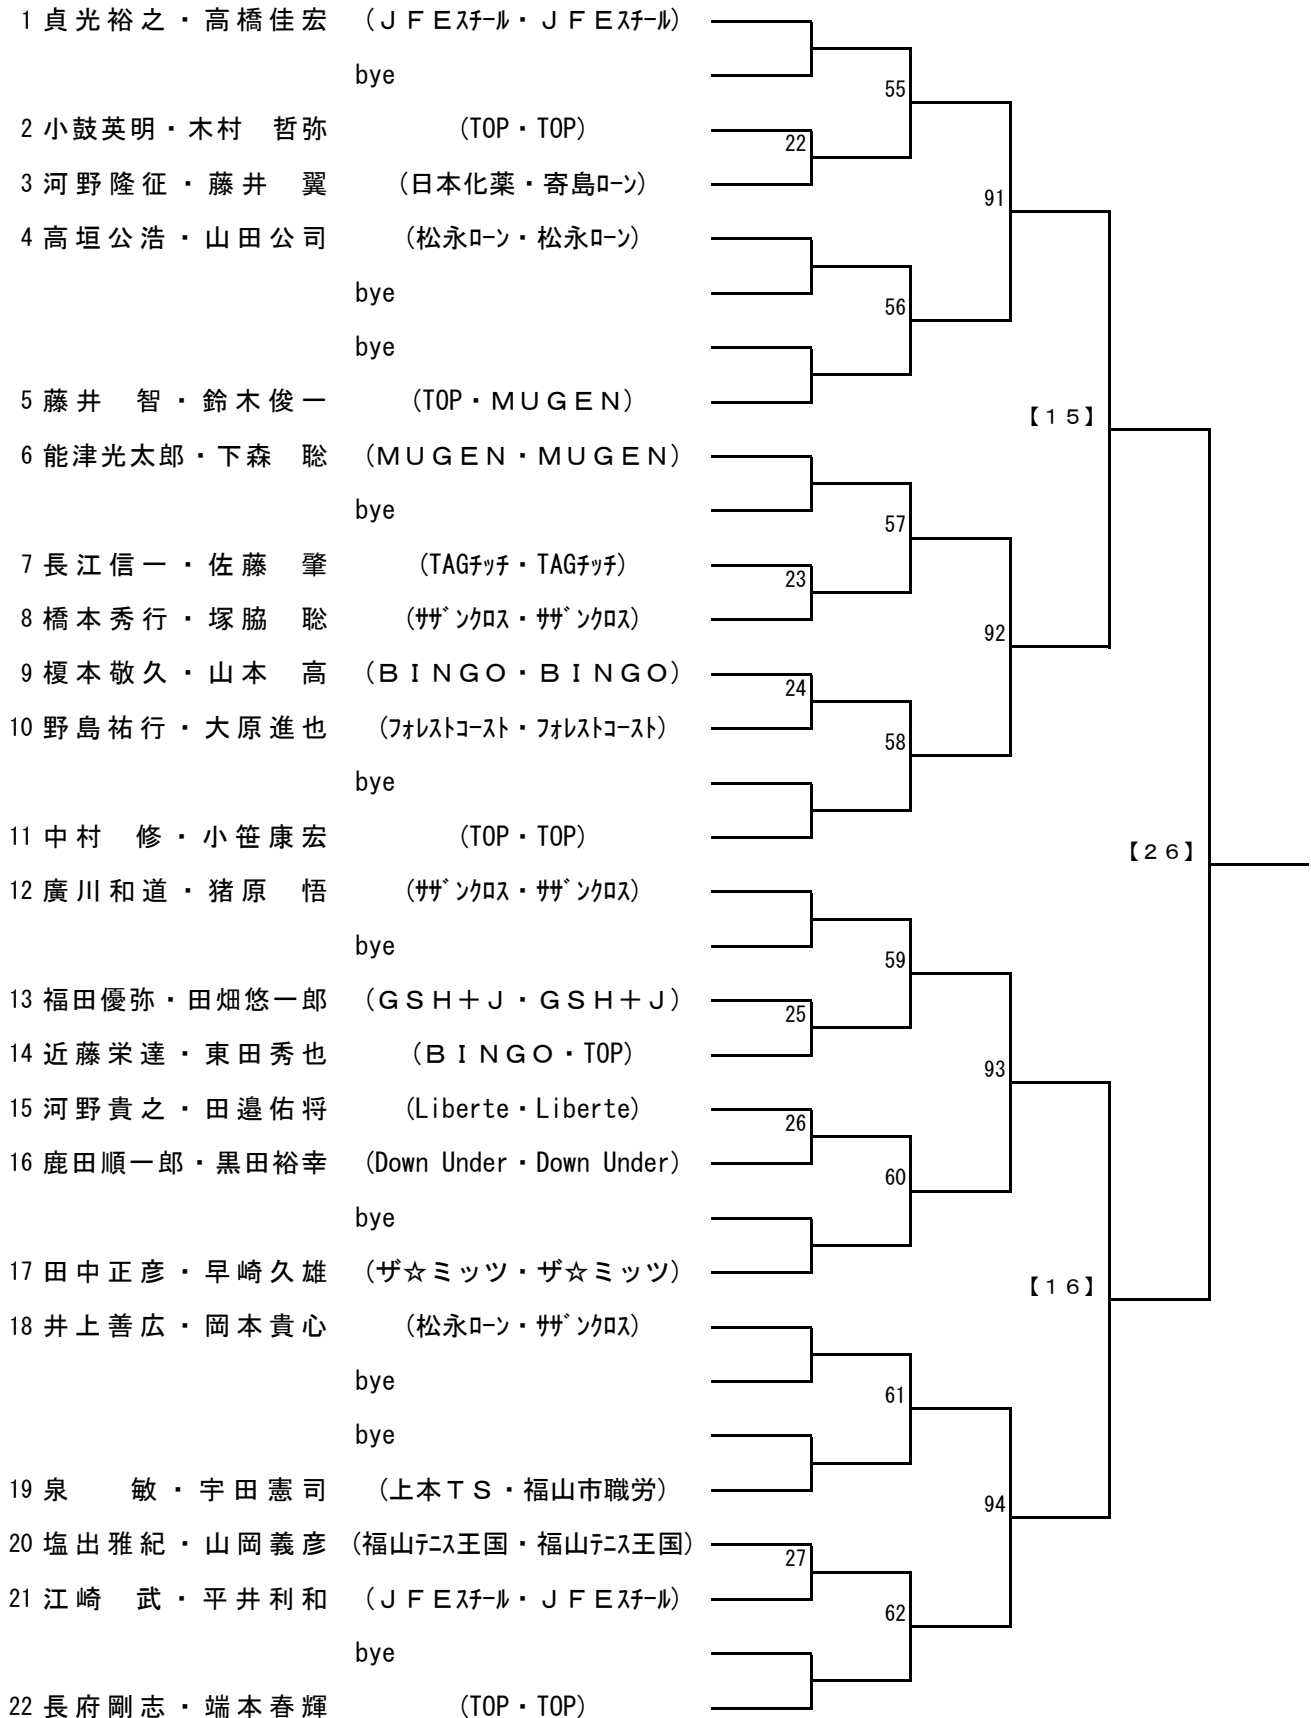 1 貞光裕之・高橋佳宏 (ＪＦＥｽﾁｰﾙ・ＪＦＥｽﾁｰﾙ)
bye
55
2 小鼓英明・木村　哲弥 (TOP・TOP)
22
3 河野隆征・藤井　翼 (日本化薬・寄島ﾛｰﾝ)
91
4 高垣公浩・山田公司 (松永ﾛｰﾝ・松永ﾛｰﾝ)
bye
56
bye
5 藤井　智・鈴木俊一 (TOP・ＭＵＧＥＮ)
【１５】
6 能津光太郎・下森　聡 (ＭＵＧＥＮ・ＭＵＧＥＮ)
bye
57
7 長江信一・佐藤　肇 (TAGﾁｯﾁ・TAGﾁｯﾁ)
23
8 橋本秀行・塚脇　聡 (ｻｻﾞﾝｸﾛｽ・ｻｻﾞﾝｸﾛｽ)
92
9 榎本敬久・山本　高 (ＢＩＮＧＯ・ＢＩＮＧＯ)
24
10 野島祐行・大原進也 (ﾌｫﾚｽﾄｺｰｽﾄ・ﾌｫﾚｽﾄｺｰｽﾄ)
58
bye
11 中村　修・小笹康宏 (TOP・TOP)
【２６】
12 廣川和道・猪原　悟 (ｻｻﾞﾝｸﾛｽ・ｻｻﾞﾝｸﾛｽ)
bye
59
13 福田優弥・田畑悠一郎 (ＧＳＨ＋Ｊ・ＧＳＨ＋Ｊ)
25
14 近藤栄達・東田秀也 (ＢＩＮＧＯ・TOP)
93
15 河野貴之・田邉佑将 (Liberte・Liberte)
26
16 鹿田順一郎・黒田裕幸 (Down Under・Down Under)
60
bye
17 田中正彦・早崎久雄 (ザ☆ミッツ・ザ☆ミッツ)
【１６】
18 井上善広・岡本貴心 (松永ﾛｰﾝ・ｻｻﾞﾝｸﾛｽ)
bye
61
bye
19 泉　　敏・宇田憲司 (上本ＴＳ・福山市職労)
94
20 塩出雅紀・山岡義彦 (福山ﾃﾆｽ王国・福山ﾃﾆｽ王国)
27
21 江崎　武・平井利和 (ＪＦＥｽﾁｰﾙ・ＪＦＥｽﾁｰﾙ)
62
bye
22 長府剛志・端本春輝 (TOP・TOP)